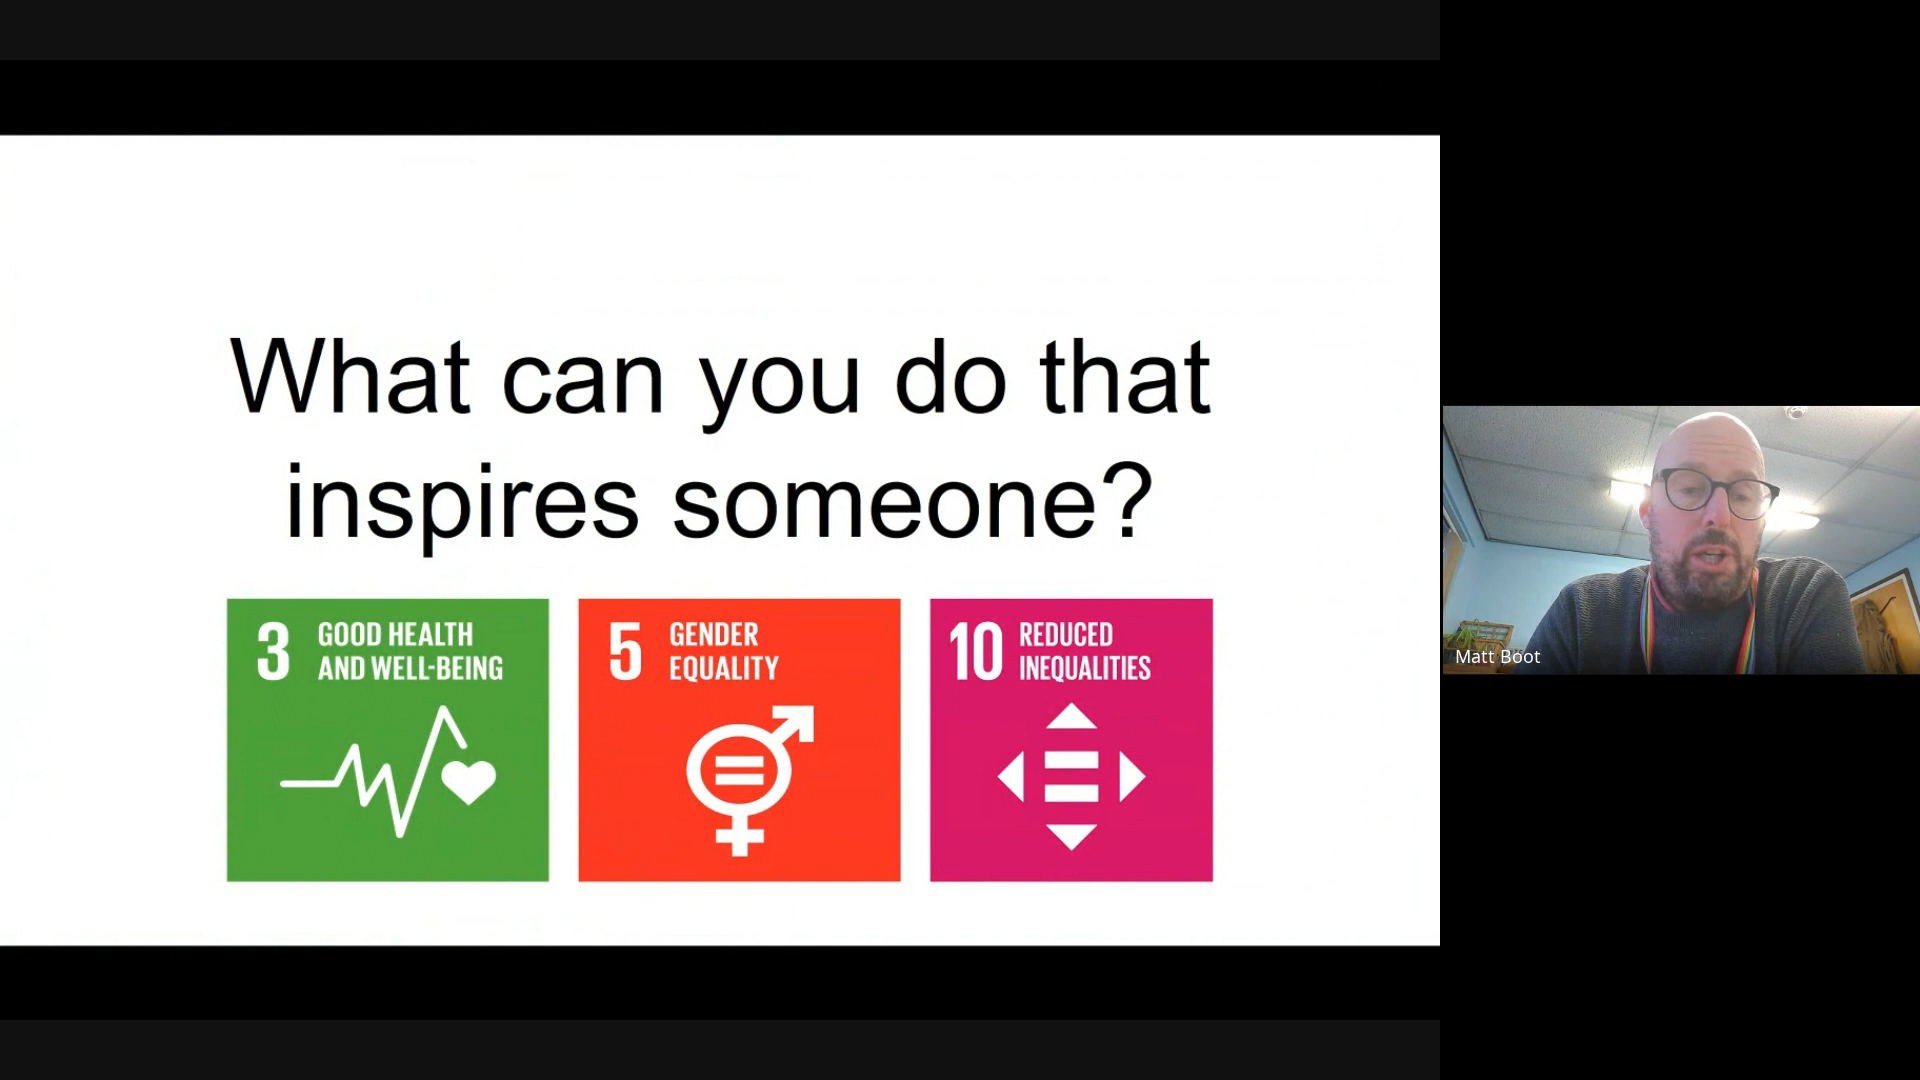 What can you do that
inspires someone?
3 GOOD HEALTH
AND WELL-BEING
5 GENDER
EQUALITY
10 REDUCED
INEQUALITIES
Matt Boot